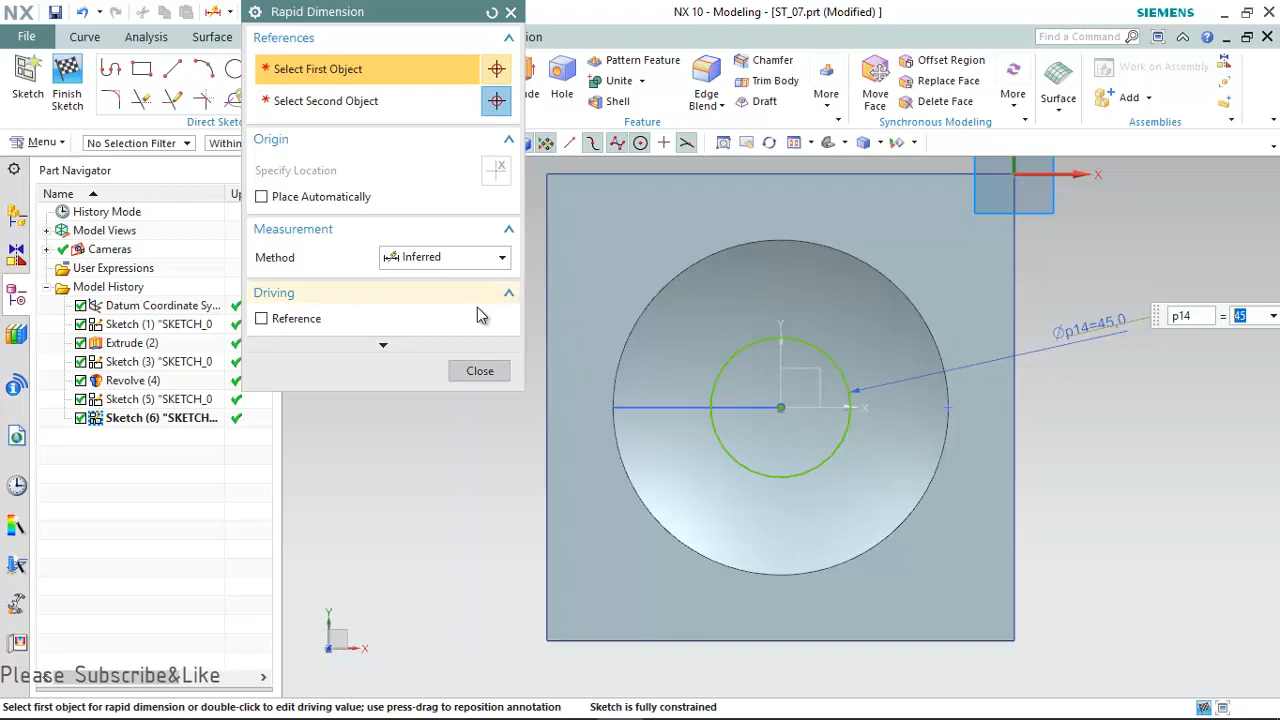 NX
Rapid Dimension
NX 10 - Modeling - [ST_07.prt (Modified) ]
SIEMENS
File
Curve
Analysis
Surface
Find a Command
Sketch
Finish
Sketch
Direct Sk
Hole
Pattern Feature
Unite
Shell
Edge
Blend
Chamfer
Trim Body
Draft
More
Feature
Move
Face
Offset Region
Replace Face
Delete Face
More
Synchronous Modeling
Surface
Work on Assembly
Add
Assemblies
Menu
No Selection Filter
Within
References
* Select First Object
* Select Second Object
Origin
Specify Location
Place Automatically
Measurement
Method
Inferred
Driving
Reference
Close
Part Navigator
Name
Up
History Mode
Model Views
Cameras
User Expressions
Model History
Datum Coordinate Sy...
Sketch (1) "SKETCH_0
Extrude (2)
Sketch (3) "SKETCH_0
Revolve (4)
Sketch (5) "SKETCH_0
Sketch (6) "SKETCH...
X
Y
X
Øp14=45,0
p14
=
45
Y
X
Please Subscribe&Like
Select first object for rapid dimension or double-click to edit driving value; use press-drag to reposition annotation
Sketch is fully constrained